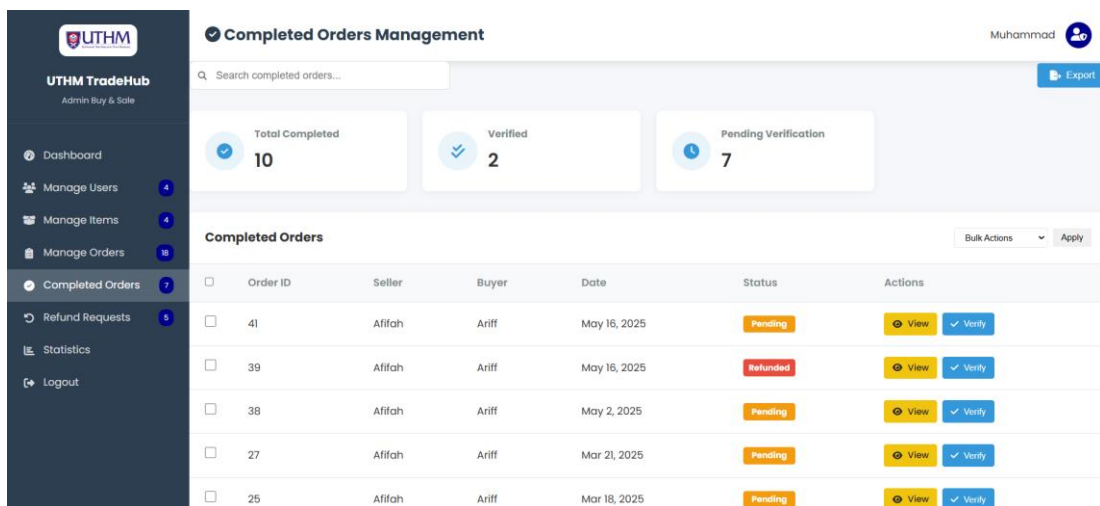 UTHM
UTHM TradeHub
Admin Buy & Sale
Dashboard
Manage Users 4
Manage Items 4
Manage Orders 18
Completed Orders 7
Refund Requests 5
Statistics
Logout
Completed Orders Management
Muhammad
Search completed orders...
Export
Total Completed
10
Verified
2
Pending Verification
7
Completed Orders
Bulk Actions Apply
Order ID Seller Buyer Date Status Actions
41 Afifah Ariff May 16, 2025 Pending View Verify
39 Afifah Ariff May 16, 2025 Refunded View Verify
38 Afifah Ariff May 2, 2025 Pending View Verify
27 Afifah Ariff Mar 21, 2025 Pending View Verify
25 Afifah Ariff Mar 18, 2025 Pending View Verify